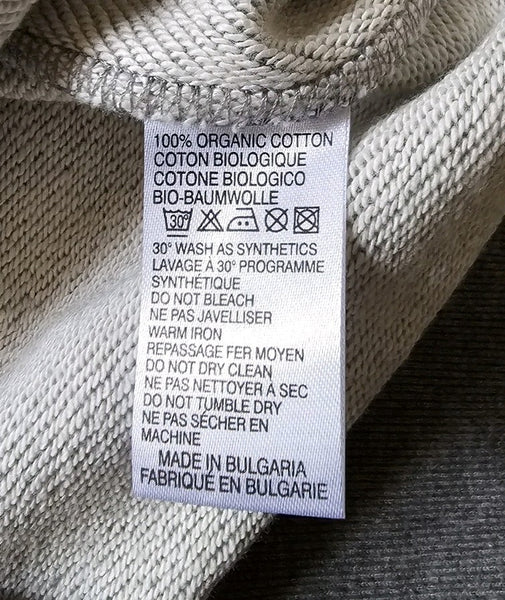 100% ORGANIC COTTON
COTON BIOLOGIQUE
COTONE BIOLOGICO
BIO-BAUMWOLLE
30°
30° WASH AS SYNTHETICS
LAVAGE À 30° PROGRAMME
SYNTHÉTIQUE
DO NOT BLEACH
NE PAS JAVELLISER
WARM IRON
REPASSAGE FER MOYEN
DO NOT DRY CLEAN
NE PAS NETTOYER A SEC
DO NOT TUMBLE DRY
NE PAS SÉCHER EN
MACHINE
MADE IN BULGARIA
FABRIQUÉ EN BULGARIE